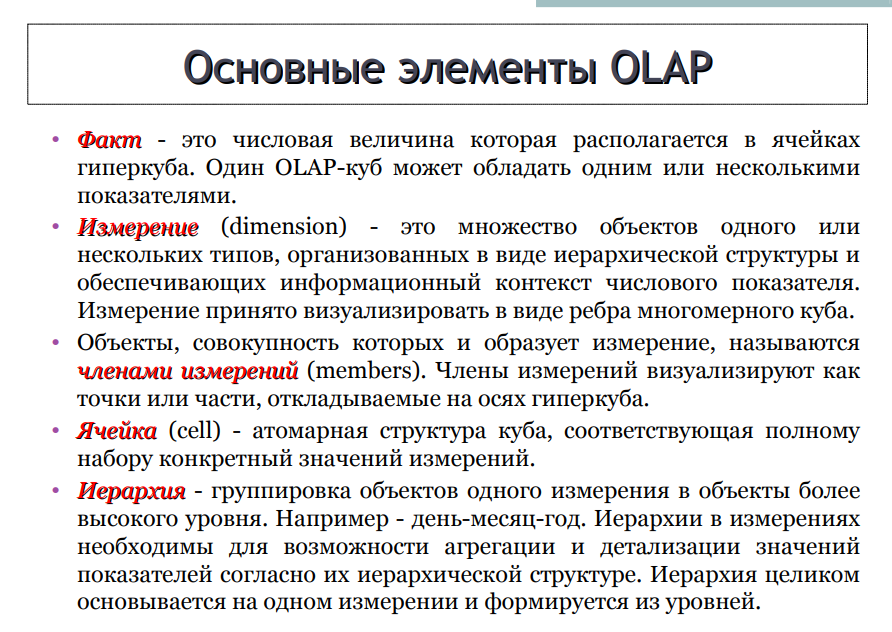 Основные элементы OLAP
• Факт - это числовая величина которая располагается в ячейках
гиперкуба. Один OLAP-куб может обладать одним или несколькими
показателями.
• Измерение (dimension) - это множество объектов одного или
нескольких типов, организованных в виде иерархической структуры и
обеспечивающих информационный контекст числового показателя.
Измерение принято визуализировать в виде ребра многомерного куба.
• Объекты, совокупность которых и образует измерение, называются
членами измерений (members). Члены измерений визуализируют как
точки или части, откладываемые на осях гиперкуба.
• Ячейка (cell) - атомарная структура куба, соответствующая полному
набору конкретный значений измерений.
• Иерархия - группировка объектов одного измерения в объекты более
высокого уровня. Например - день-месяц-год. Иерархии в измерениях
необходимы для возможности агрегации и детализации значений
показателей согласно их иерархической структуре. Иерархия целиком
основывается на одном измерении и формируется из уровней.